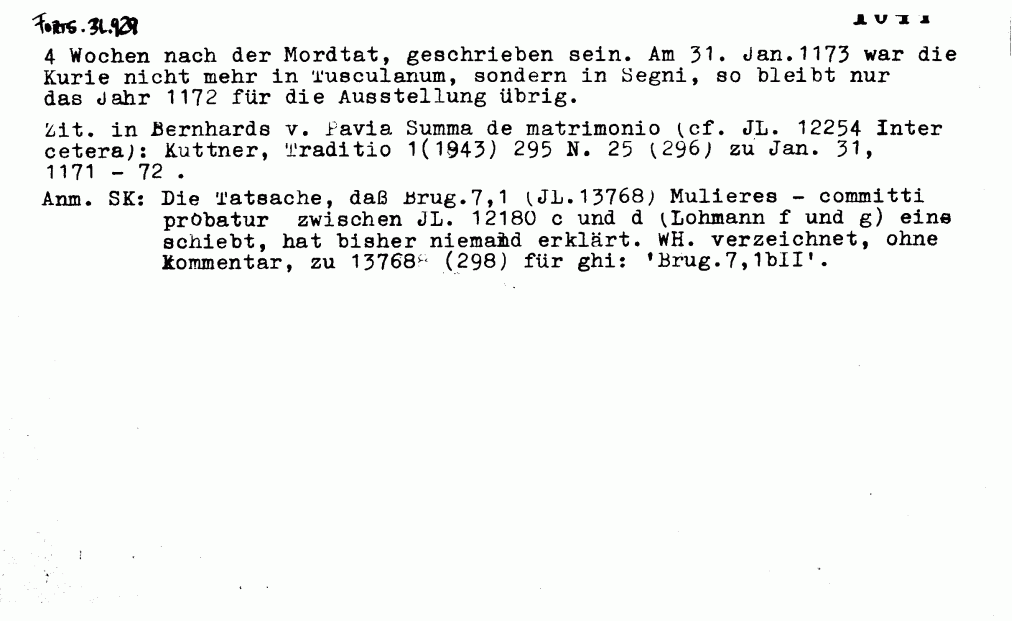 Forts. 31.929
4 Wochen nach der Mordtat, geschrieben sein. Am 31. Jan.1173 war die
Kurie nicht mehr in Tusculanum, sondern in Segni, so bleibt nur
das Jahr 1172 für die Ausstellung übrig.
Zit. in Bernhards v. Pavia Summa de matrimonio (cf. JL. 12254 Inter
cetera): Kuttner, Traditio 1(1943) 295 N. 25 (296) zu Jan. 31,
1171 - 72 .
Anm. SK: Die Tatsache, daß Brug.7,1 (JL.13768) Mulieres - committi
probatur zwischen JL. 12180 c und d (Lohmann f und g) eine
schiebt, hat bisher niemand erklärt. WH. verzeichnet, ohne
Kommentar, zu 13768 (298) für ghi: 'Brug.7,1bII'.